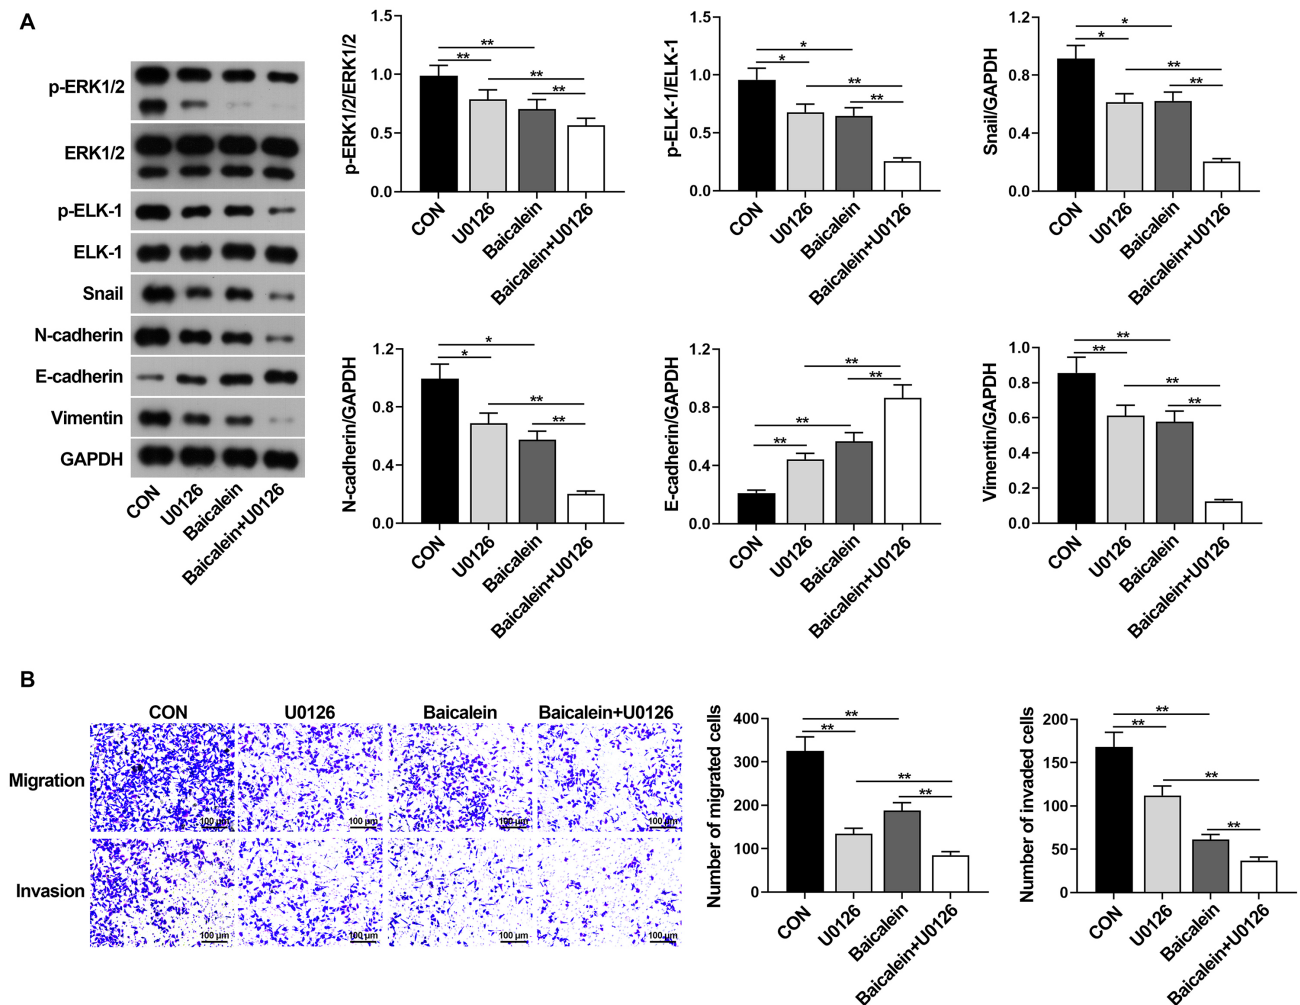 A
p-ERK1/2
ERK1/2
p-ELK-1
ELK-1
Snail
N-cadherin
E-cadherin
Vimentin
GAPDH
CON
U0126
Baicalein
Baicalein+U0126
p-ERK1/2/ERK1/2
1.5
1.0
0.5
0.0
**
**
**
**
CON
U0126
Baicalein
Baicalein+U0126
p-ELK-1/ELK-1
1.5
1.0
0.5
0.0
*
*
**
**
CON
U0126
Baicalein
Baicalein+U0126
Snail/GAPDH
1.2
0.8
0.4
0.0
*
*
**
**
CON
U0126
Baicalein
Baicalein+U0126
N-cadherin/GAPDH
1.2
0.8
0.4
0.0
*
*
**
**
CON
U0126
Baicalein
Baicalein+U0126
E-cadherin/GAPDH
1.2
0.8
0.4
0.0
**
**
**
**
CON
U0126
Baicalein
Baicalein+U0126
Vimentin/GAPDH
1.0
0.8
0.6
0.4
0.2
0.0
**
**
**
**
CON
U0126
Baicalein
Baicalein+U0126
B
CON U0126 Baicalein Baicalein+U0126
Migration
100 µm 100 µm 100 µm 100 µm
Invasion
100 µm 100 µm 100 µm 100 µm
Number of migrated cells
400
300
200
100
0
**
**
**
**
CON
U0126
Baicalein
Baicalein+U0126
Number of invaded cells
200
150
100
50
0
**
**
**
**
CON
U0126
Baicalein
Baicalein+U0126